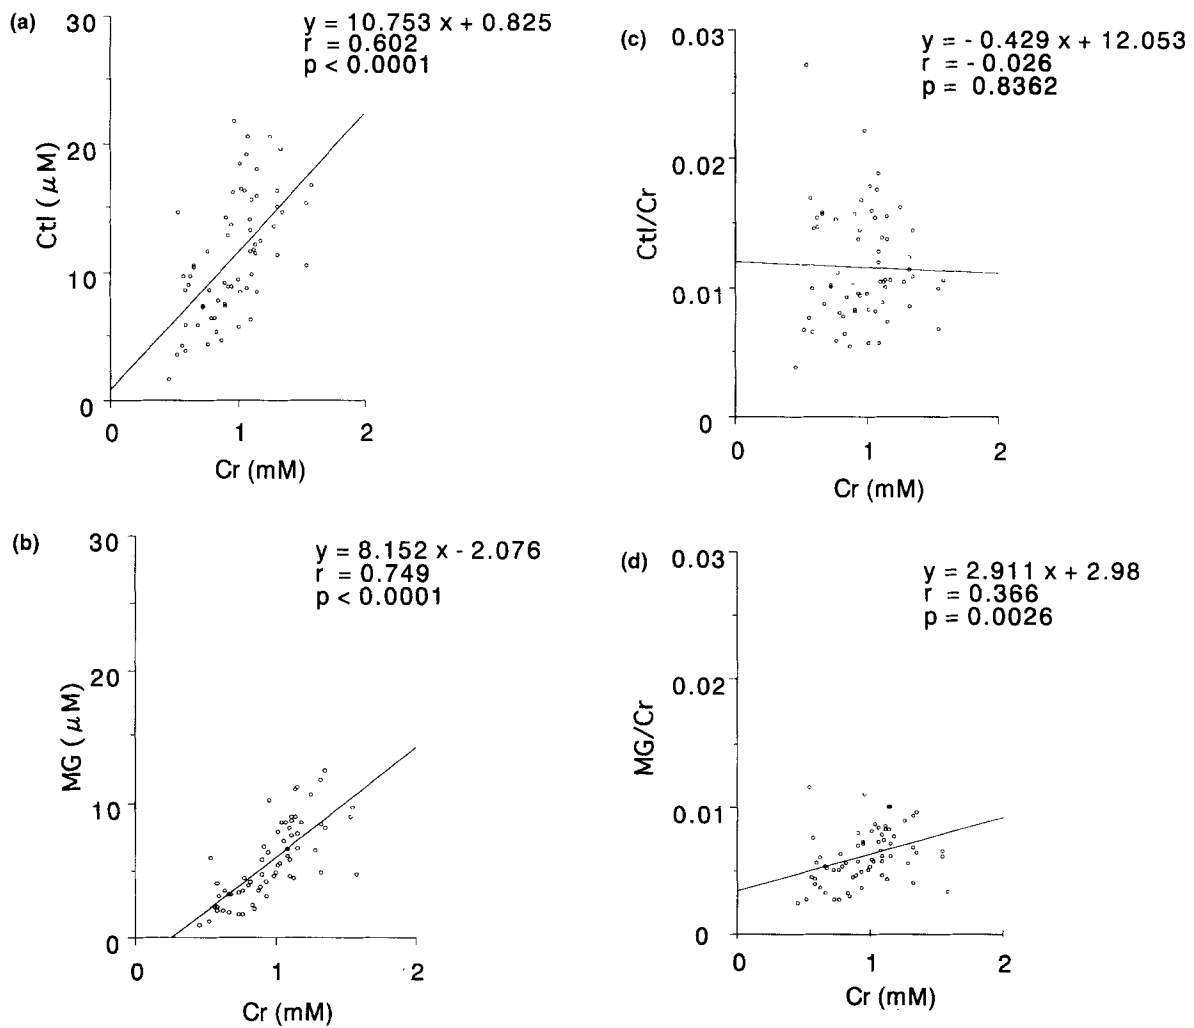 (a)
30
20
10
0
Ctl ( μM )
y = 10.753 x + 0.825
r = 0.602
p < 0.0001
0 1 2
Cr (mM)
(c)
0.03
0.02
0.01
0
Ctl/Cr
y = - 0.429 x + 12.053
r = - 0.026
p = 0.8362
0 1 2
Cr (mM)
(b)
30
20
10
0
MG ( μM )
y = 8.152 x - 2.076
r = 0.749
p < 0.0001
0 1 2
Cr (mM)
(d)
0.03
0.02
0.01
0
MG/Cr
y = 2.911 x + 2.98
r = 0.366
p = 0.0026
0 1 2
Cr (mM)